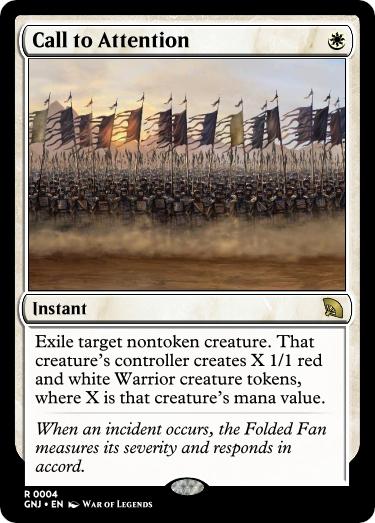 Call to Attention
Instant
Exile target nontoken creature. That
creature's controller creates X 1/1 red
and white Warrior creature tokens,
where X is that creature's mana value.
When an incident occurs, the Folded Fan
measures its severity and responds in
accord.
R 0004
GNJ • EN War of Legends